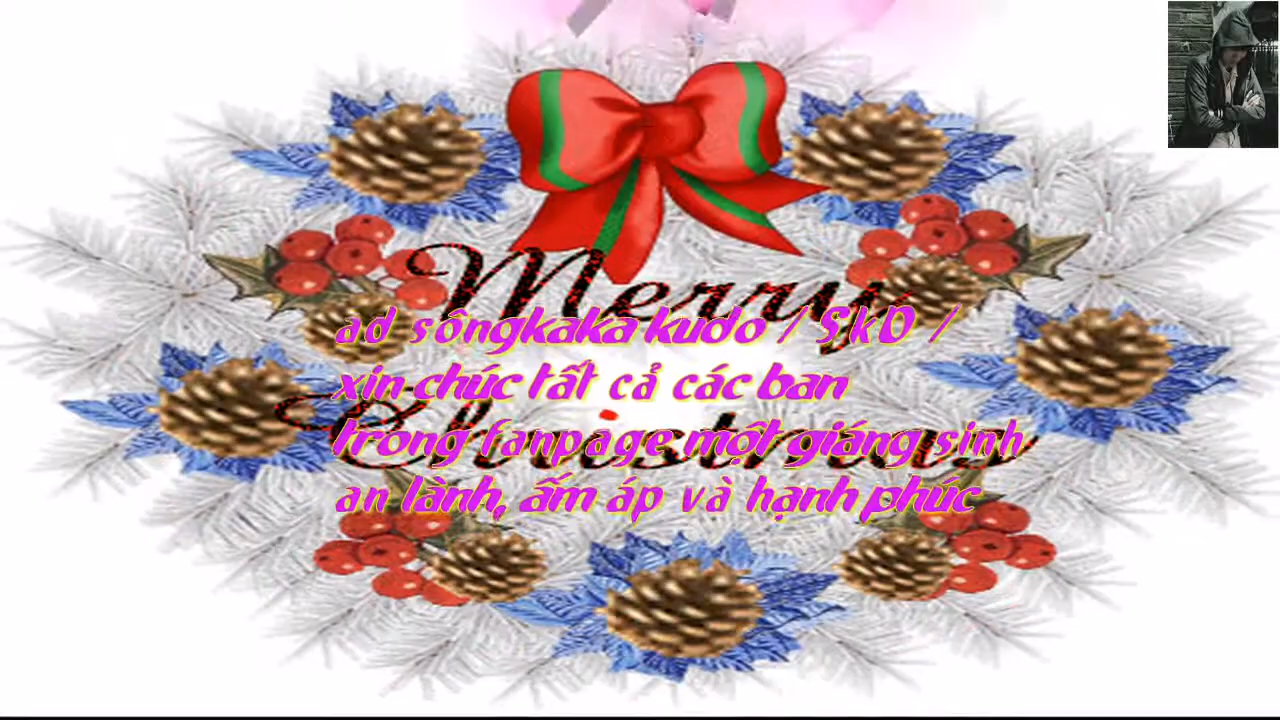 Merry
Christmas
ad sôngkaka kudo / SkD /
xin chúc tất cả các ban
trong fanpage một giáng sinh
an lành, ấm áp và hạnh phúc